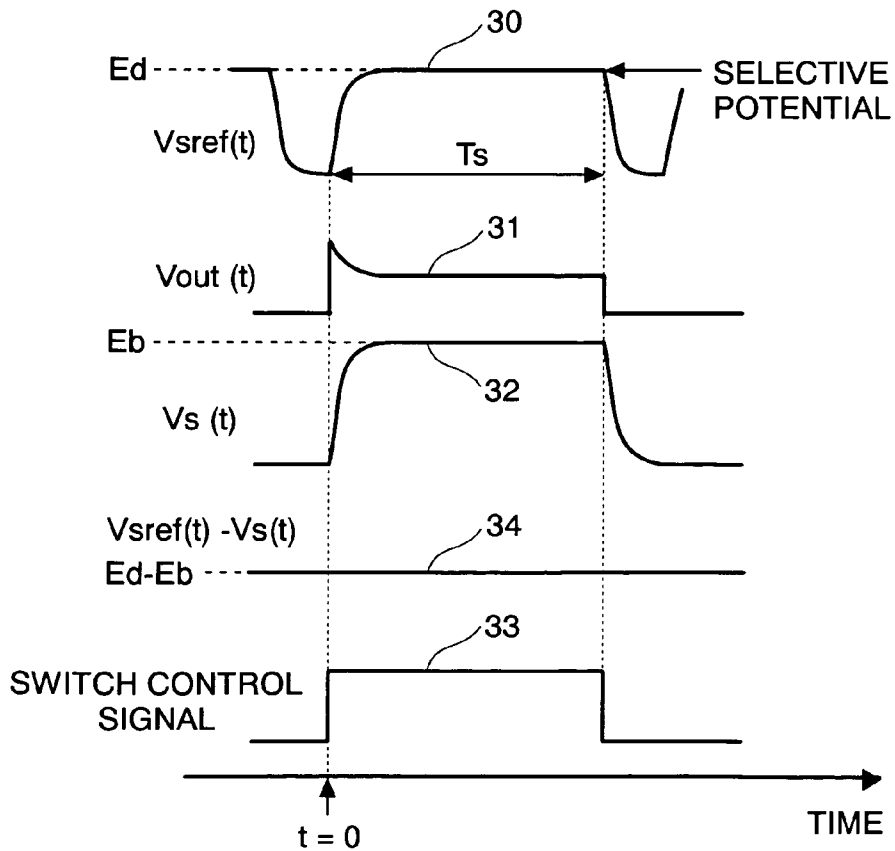 30
Ed
SELECTIVE
POTENTIAL
Vsref(t)
Ts
31
Vout (t)
Eb
32
Vs (t)
Vsref(t) -Vs(t)
34
Ed-Eb
33
SWITCH CONTROL
SIGNAL
TIME
t = 0